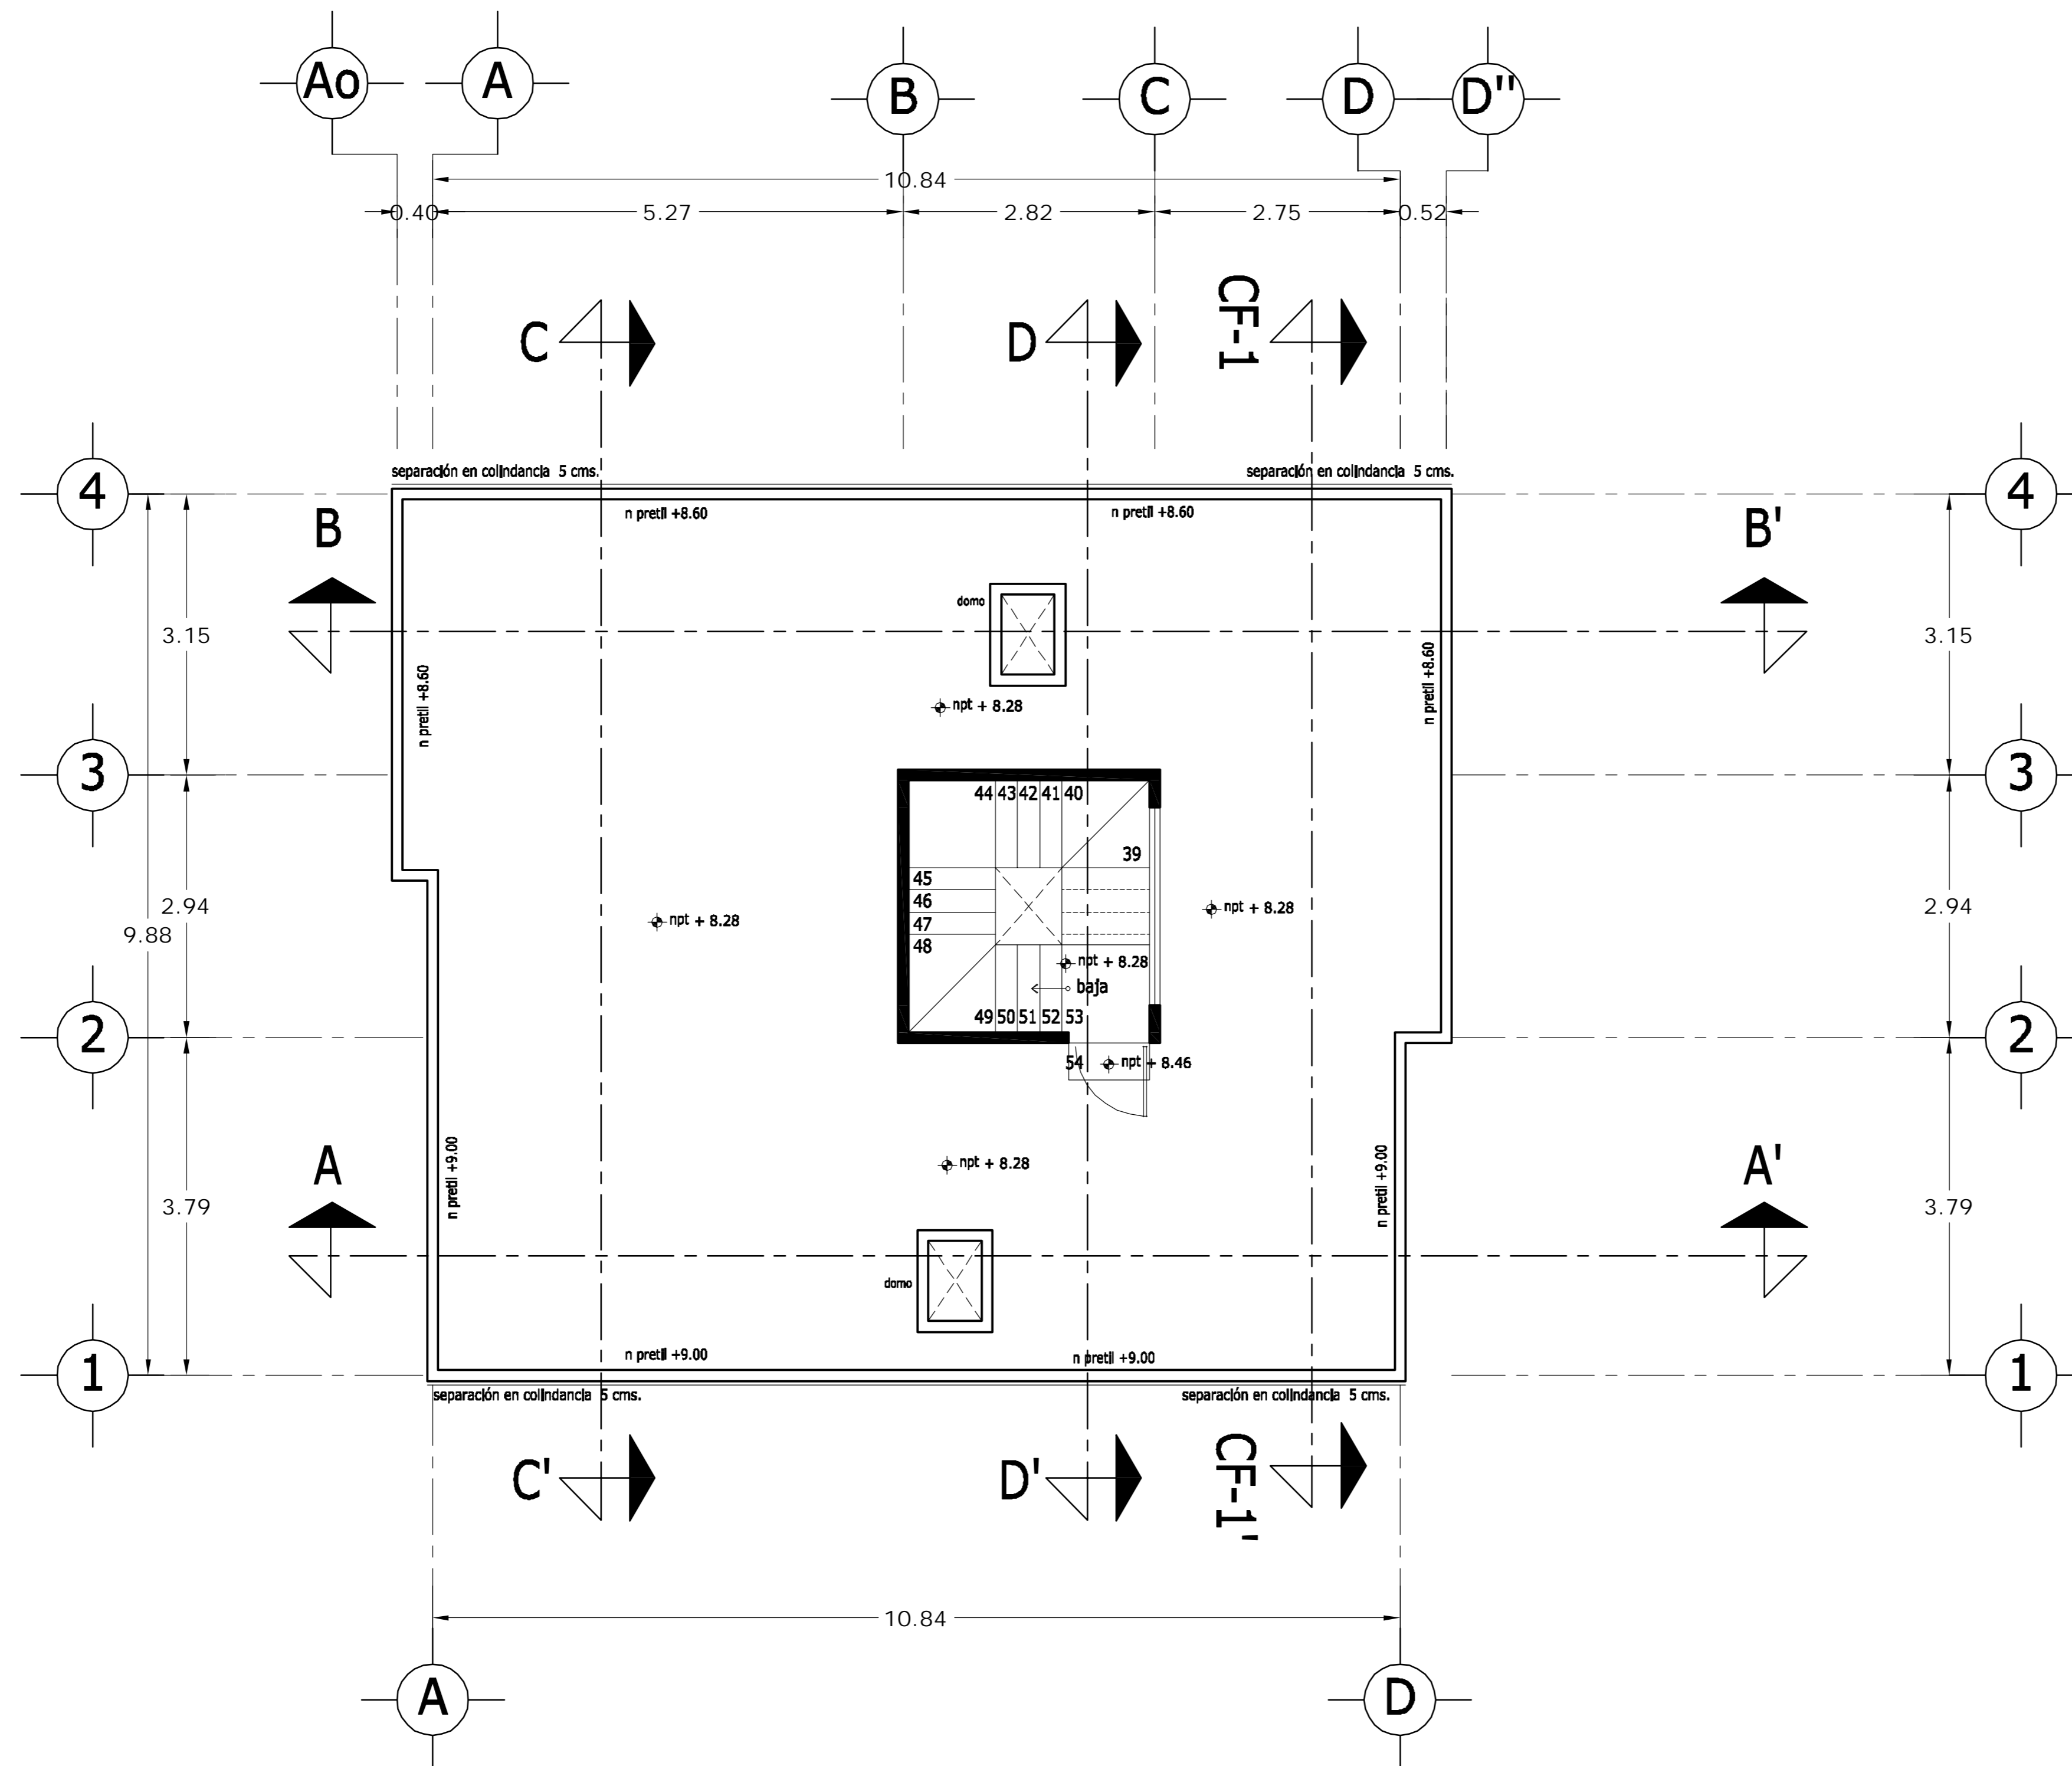 Ao A B C D D''
10.84
0.40 5.27 2.82 2.75 0.52
C D CF-1
separación en colindancia 5 cms. separación en colindancia 5 cms.
4 4
n pretil +8.60 n pretil +8.60
B B'
domo
3.15 3.15
n pretil +8.60 n pretil +8.60
npt + 8.28
3 3
44 43 42 41 40
39
45
46
47
48
2.94 2.94
9.88
npt + 8.28 npt + 8.28
npt + 8.28
baja
49 50 51 52 53
2 2
54 npt + 8.46
n pretil +9.00 n pretil +9.00
A A'
npt + 8.28
3.79 3.79
domo
n pretil +9.00 n pretil +9.00
1 1
separación en colindancia 5 cms. separación en colindancia 5 cms.
C' D' CF-1'
10.84
A D